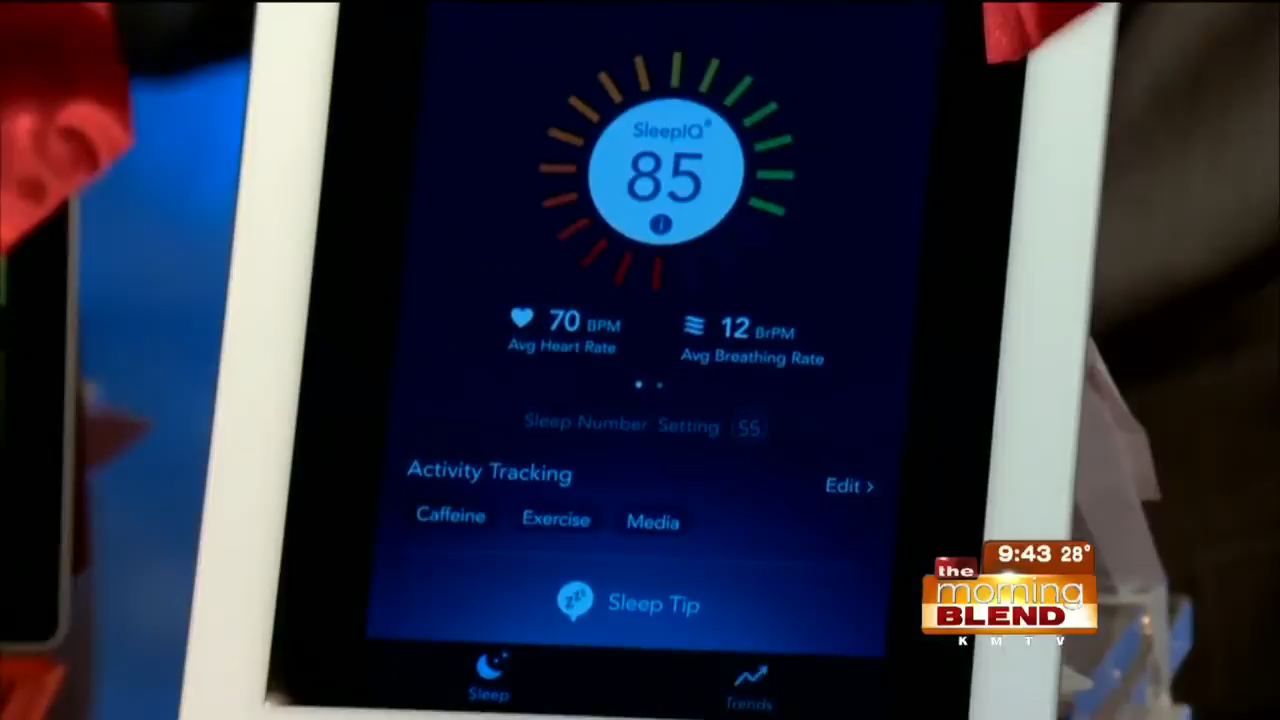 SleepIQ®
85
i
70 BPM
Avg Heart Rate
12 BrPM
Avg Breathing Rate
Sleep Number Setting 55
Activity Tracking
Edit >
Caffeine Exercise Media
zzz
Sleep Tip
Sleep
Trends
9:43 28°
the
morning
BLEND
KMTV